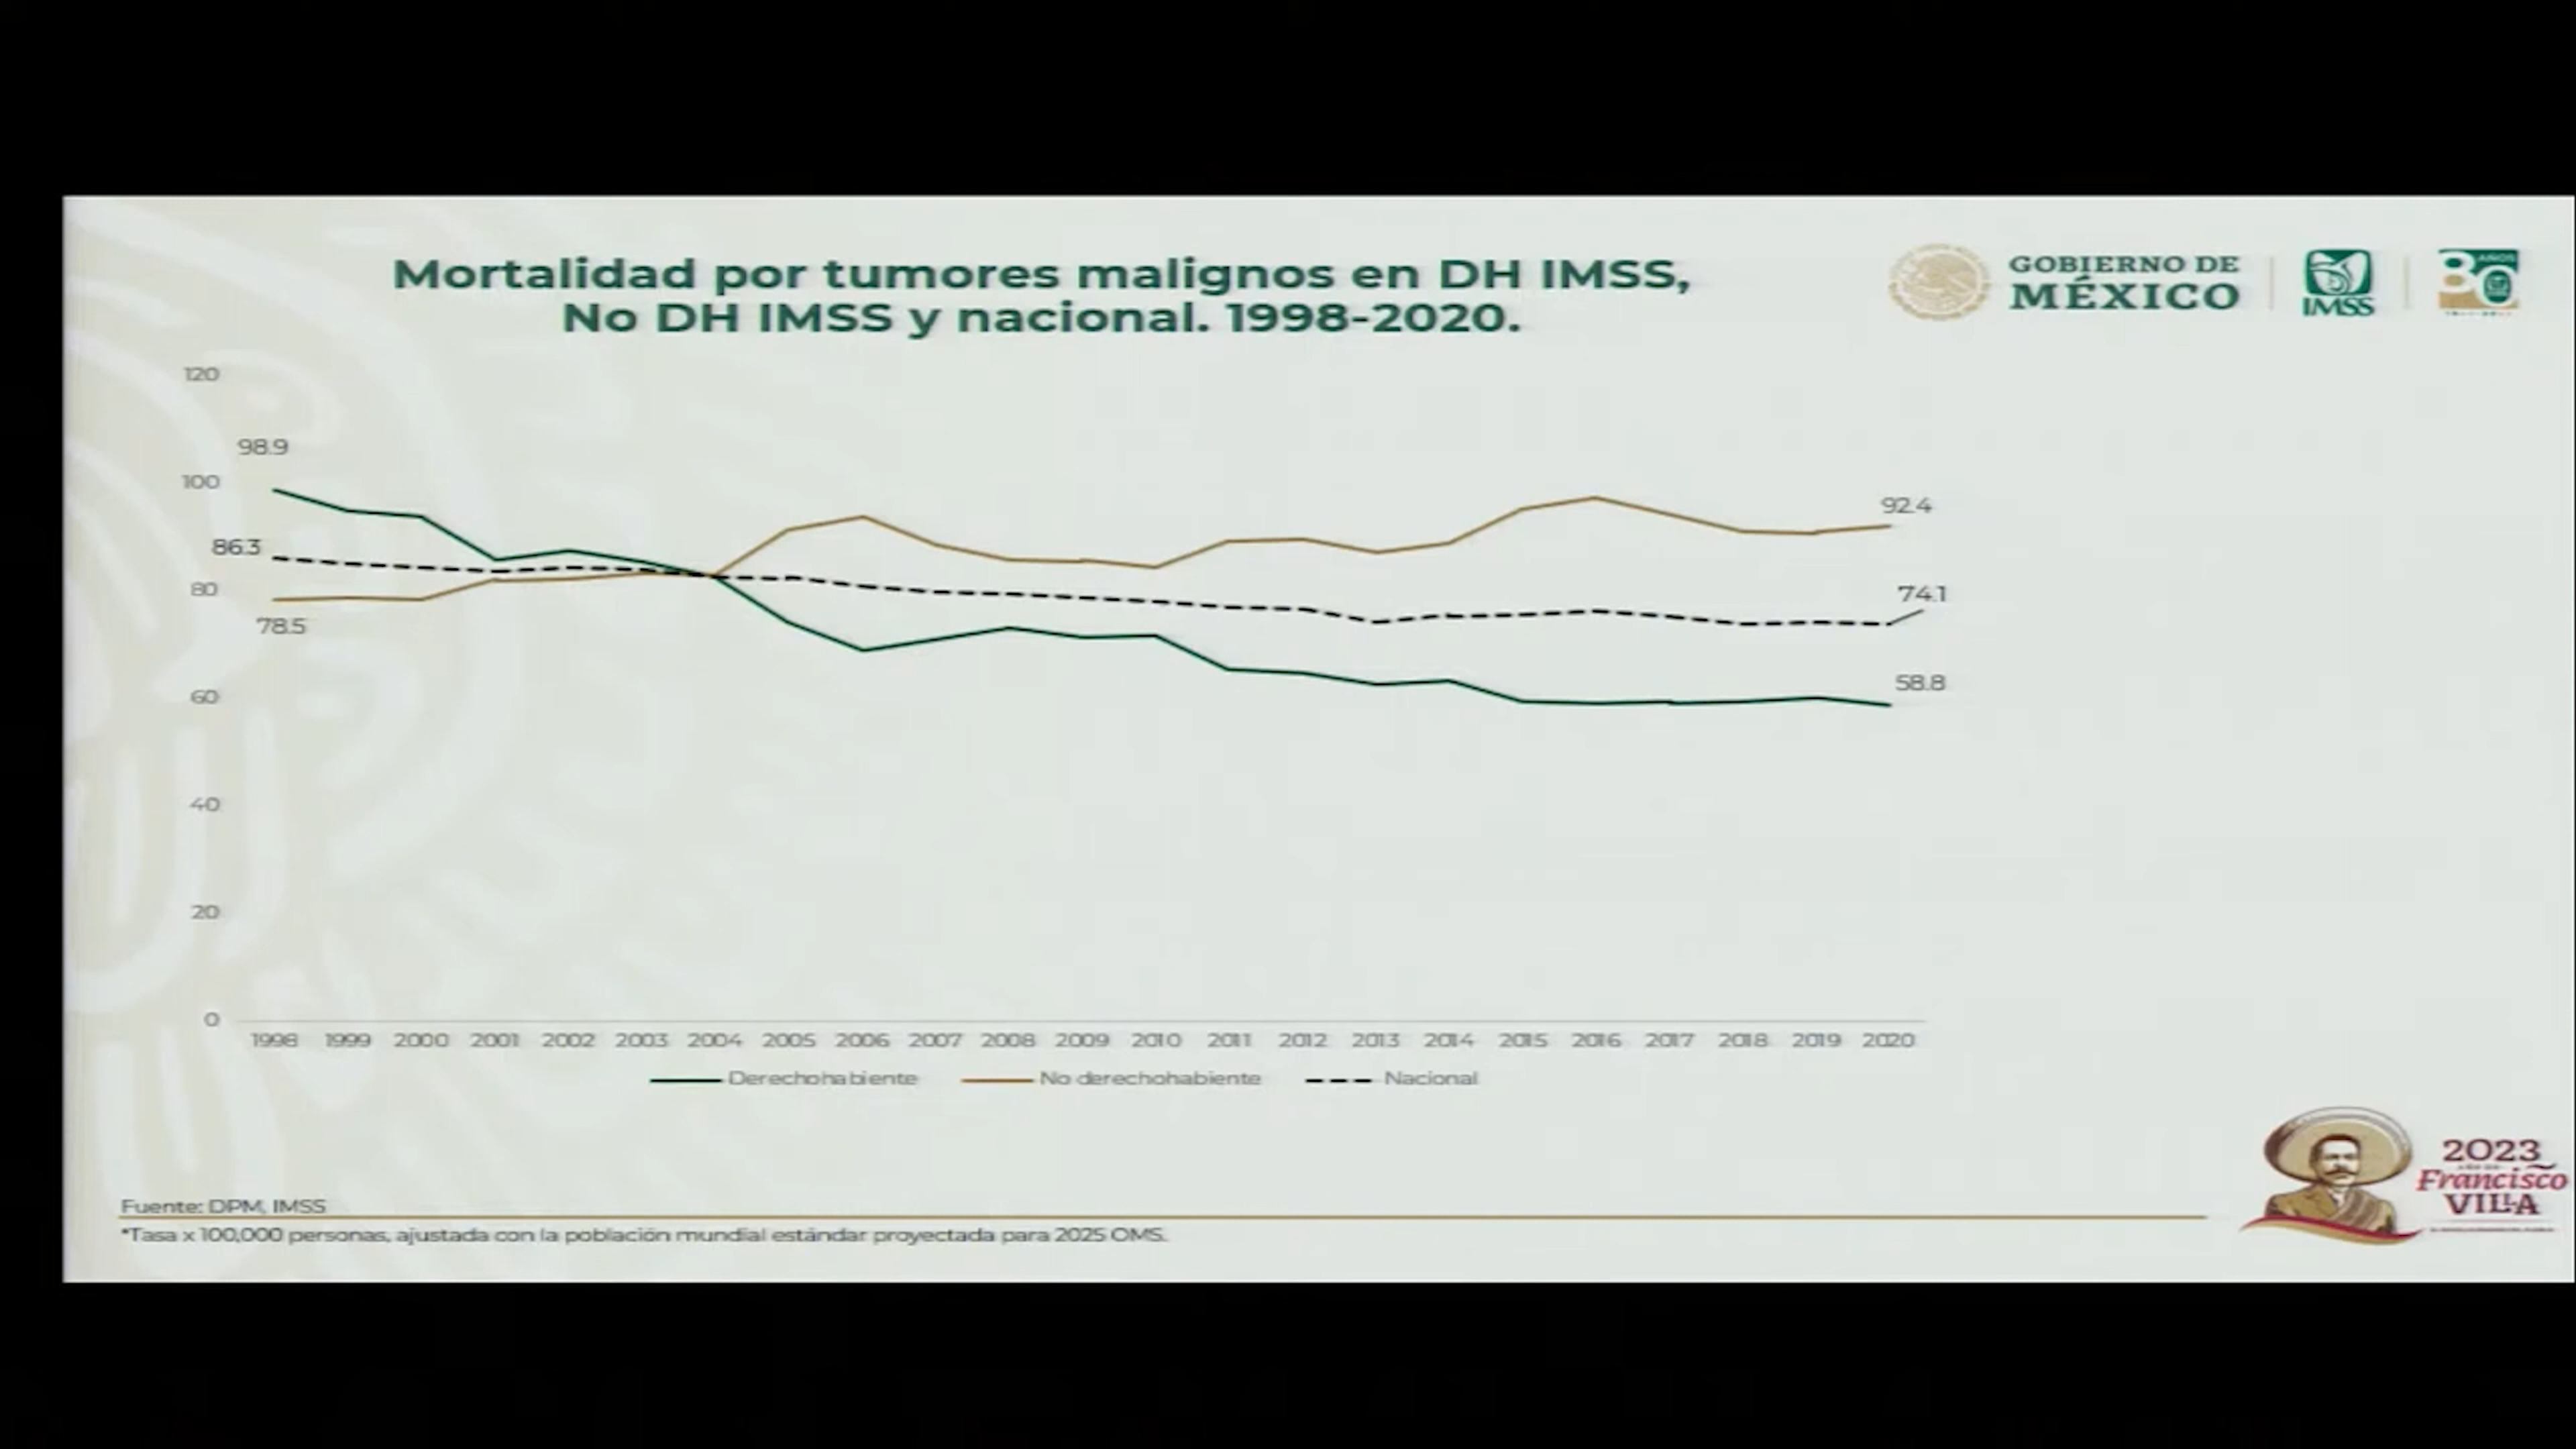 Mortalidad por tumores malignos en DH IMSS,
No DH IMSS y nacional. 1998-2020.
GOBIERNO DE
MÉXICO
IMSS
80
AÑOS
120
100
80
60
40
20
0
98.9
86.3
78.5
92.4
74.1
58.8
1998 1999 2000 2001 2002 2003 2004 2005 2006 2007 2008 2009 2010 2011 2012 2013 2014 2015 2016 2017 2018 2019 2020
Derechohabiente No derechohabiente Nacional
2023
Francisco
VILLA
Fuente: DPM, IMSS
*Tasa x 100,000 personas, ajustada con la población mundial estándar proyectada para 2025 OMS.